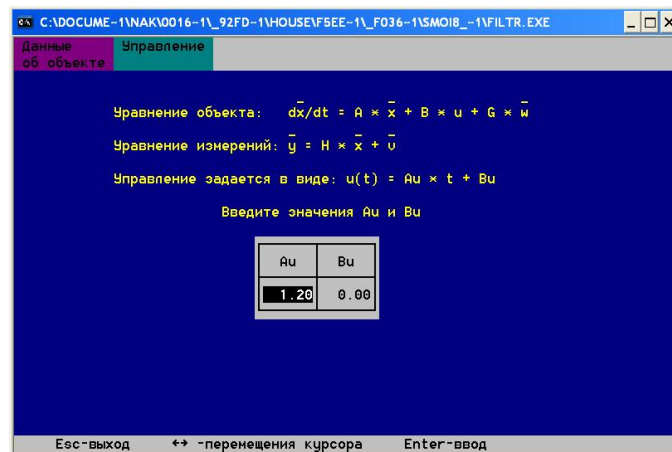 C:\DOCUME~1\NAK\0016~1\_92FD~1\HOUSE\F5EE~1\_F036~1\SMOI8_~1\FILTR.EXE
Данные об объекте
Управление
Уравнение объекта: dx̅/dt = A * x̅ + B * u + G * w̅
Уравнение измерений: y̅ = H * x̅ + υ̅
Управление задается в виде: u(t) = Au * t + Bu
Введите значения Au и Bu
Au Bu
1.20 0.00
Esc-выход ↔ -перемещения курсора Enter-ввод